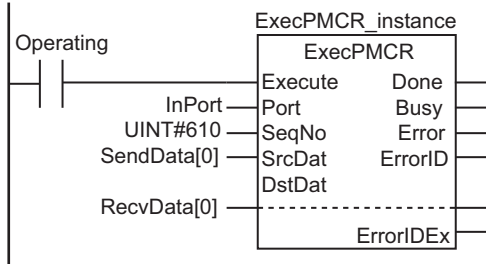 ExecPMCR_instance
Operating
ExecPMCR
Execute Done
InPort Port Busy
UINT#610 SeqNo Error
SendData[0] SrcDat ErrorID
DstDat
RecvData[0]
ErrorIDEx